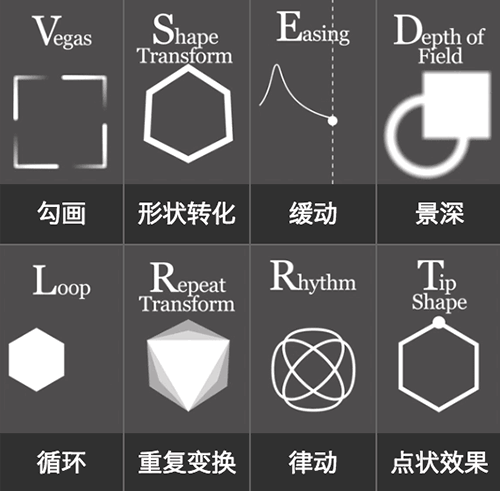 Vegas
Shape
Transform
Easing
Depth of
Field
勾画
形状转化
缓动
景深
Loop
Repeat
Transform
Rhythm
Tip
Shape
循环
重复变换
律动
点状效果